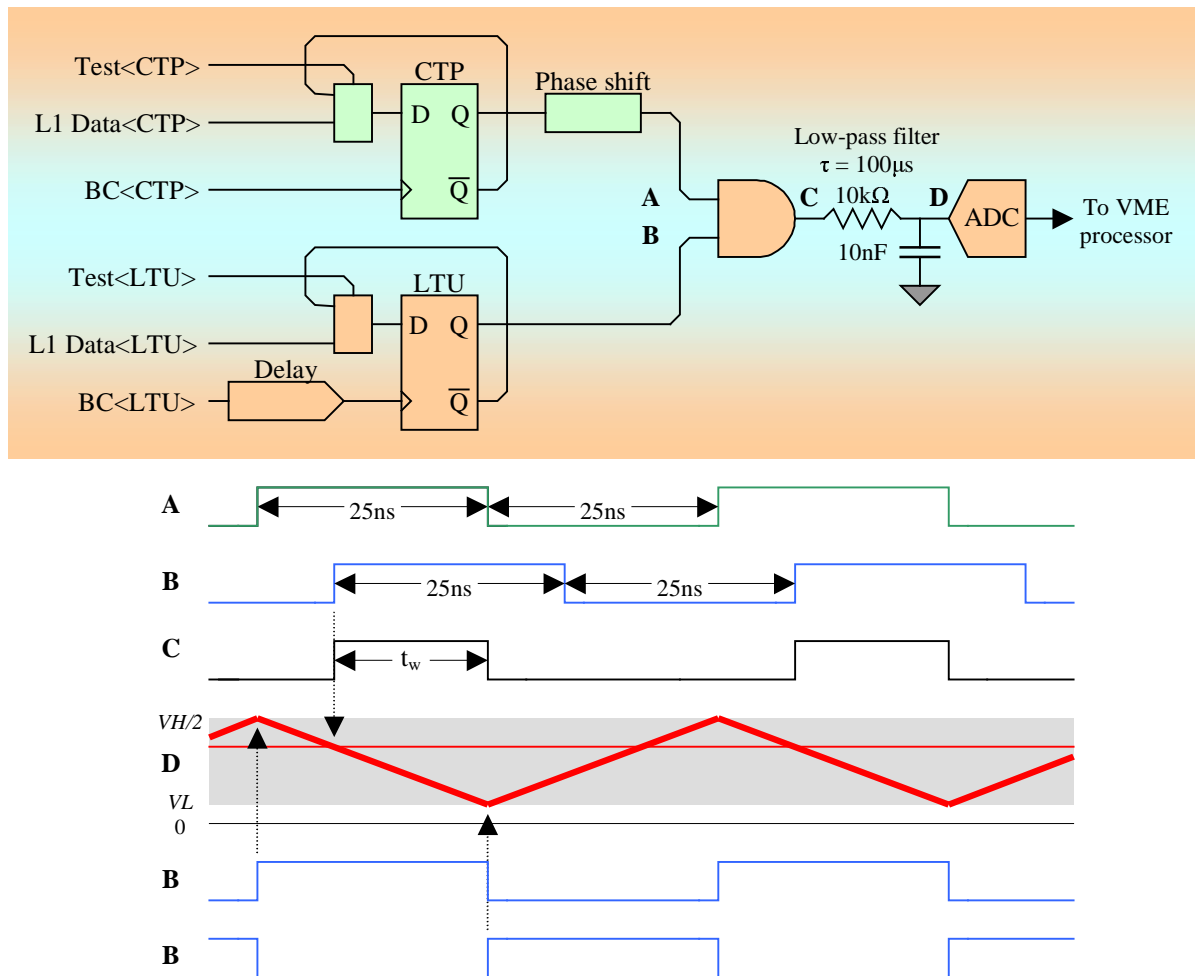 Test<CTP>
CTP
Phase shift
D Q
L1 Data<CTP>
Low-pass filter
τ = 100μs
BC<CTP>
Q̅
A
C
10kΩ
D
ADC
To VME
processor
B
10nF
Test<LTU>
LTU
D Q
L1 Data<LTU>
Delay
BC<LTU>
Q̅
A
25ns
25ns
B
25ns
25ns
C
tw
VH/2
D
VL
0
B
B